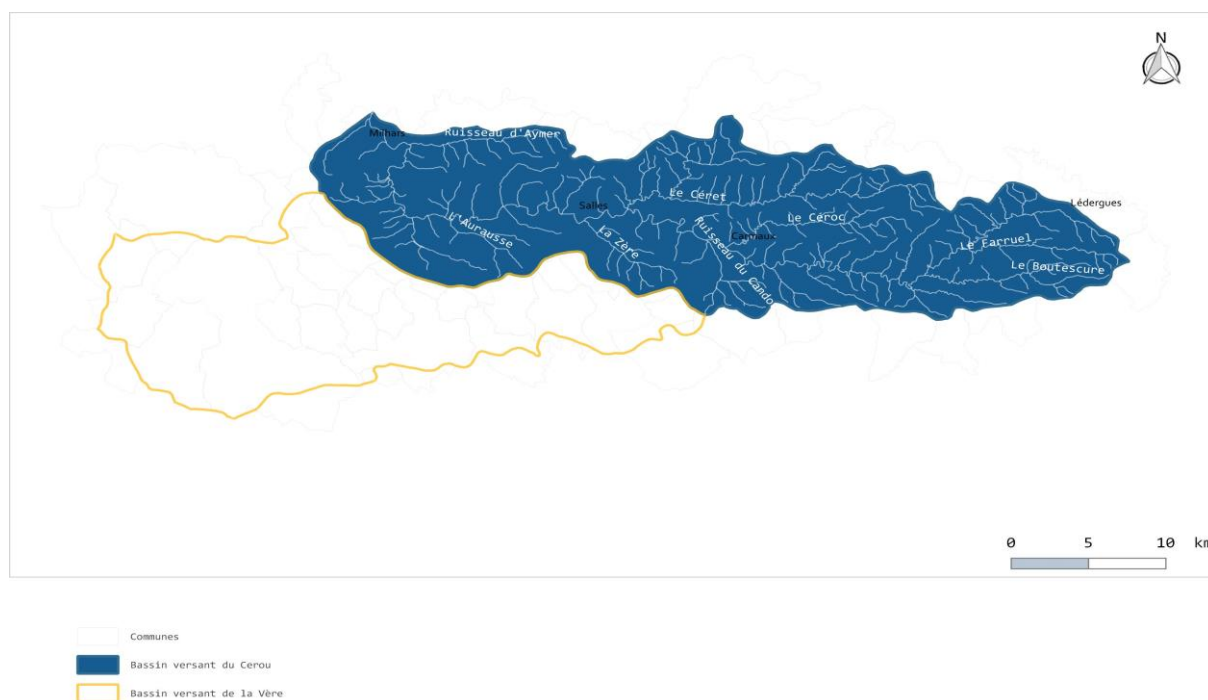 N
Milhars
Ruisseau d'Aymer
Le Céret
Salles
Lédergues
Le Céroc
L'Aurausse
La Zère
Ruisseau du Cando
Carmaux
Le Farruel
Le Boutescure
0 5 10 km
Communes
Bassin versant du Cerou
Bassin versant de la Vère